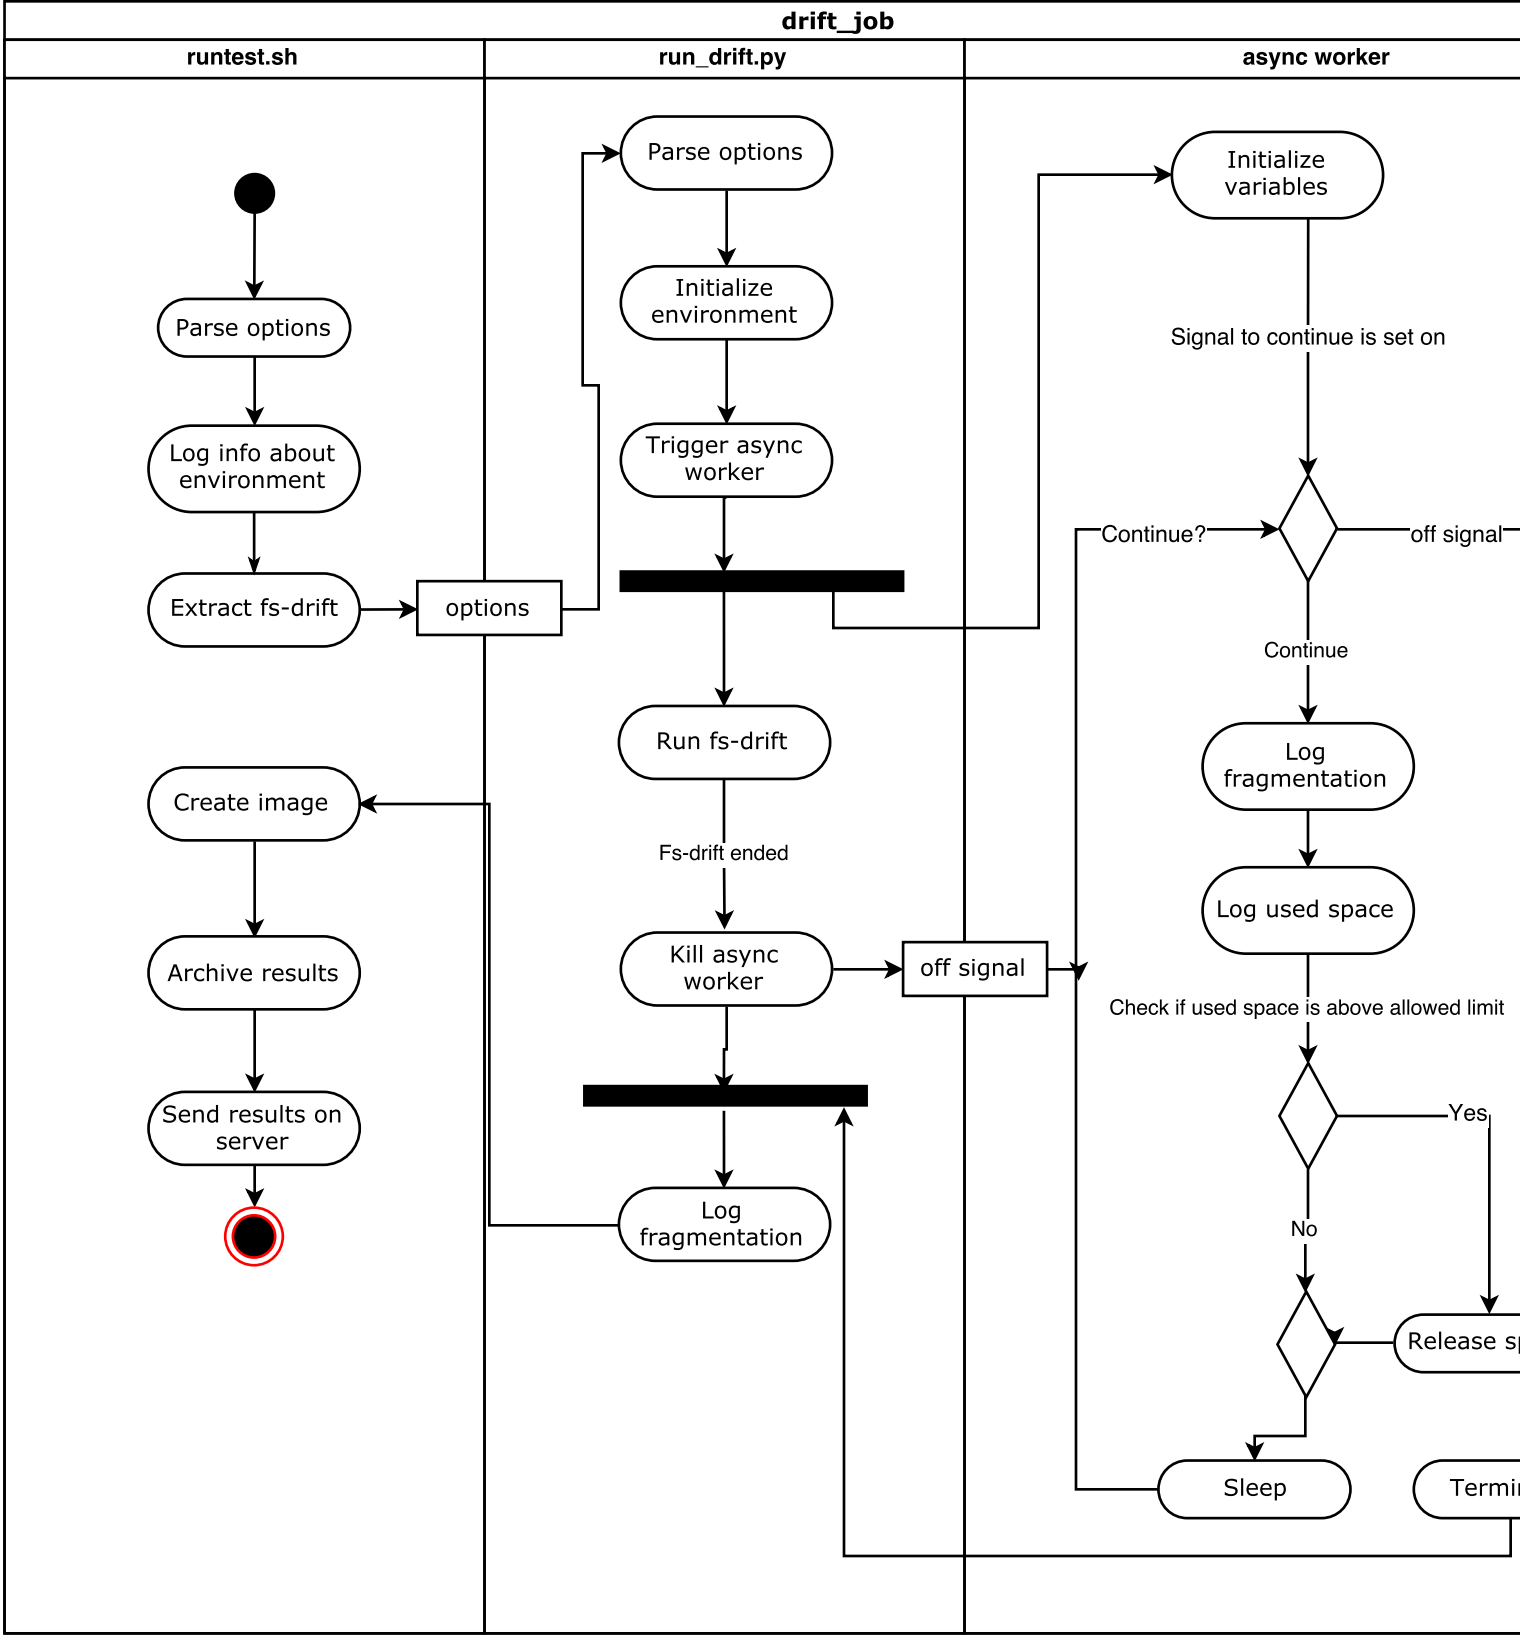 drift_job
runtest.sh
run_drift.py
async worker
Parse options
Log info about
environment
Extract fs-drift
options
Create image
Archive results
Send results on
server
Parse options
Initialize
environment
Trigger async
worker
Run fs-drift
Fs-drift ended
Kill async
worker
off signal
Log
fragmentation
Initialize
variables
Signal to continue is set on
Continue?
off signal
Continue
Log
fragmentation
Log used space
Check if used space is above allowed limit
Yes
No
Release
Sleep